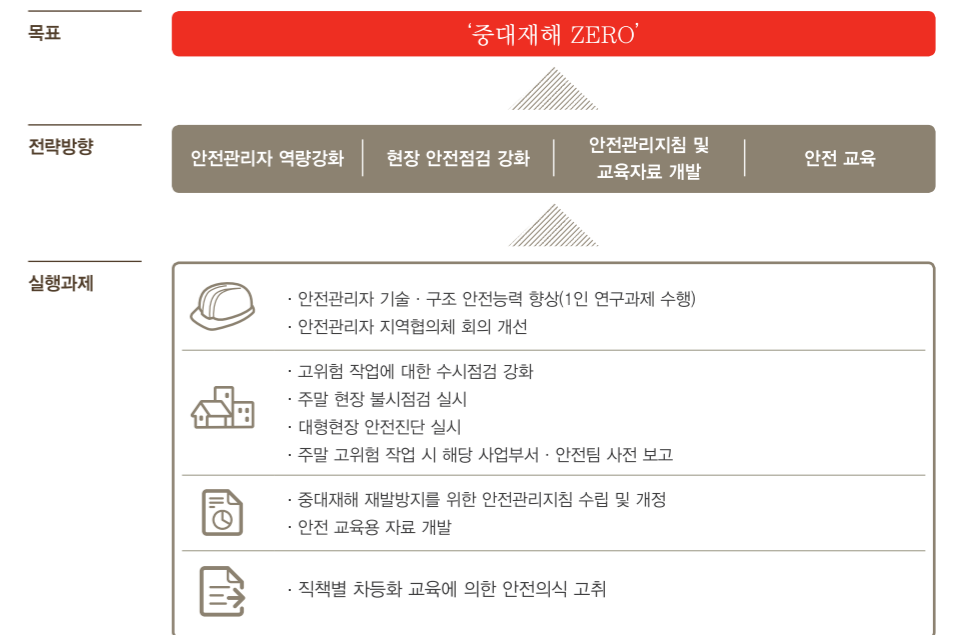 목표
‘중대재해 ZERO’
전략방향
안전관리자 역량강화
현장 안전점검 강화
안전관리지침 및
교육자료 개발
안전 교육
실행과제
· 안전관리자 기술 · 구조 안전능력 향상(1인 연구과제 수행)
· 안전관리자 지역협의체 회의 개선
· 고위험 작업에 대한 수시점검 강화
· 주말 현장 불시점검 실시
· 대형현장 안전진단 실시
· 주말 고위험 작업 시 해당 사업부서 · 안전팀 사전 보고
· 중대재해 재발방지를 위한 안전관리지침 수립 및 개정
· 안전 교육용 자료 개발
· 직책별 차등화 교육에 의한 안전의식 고취